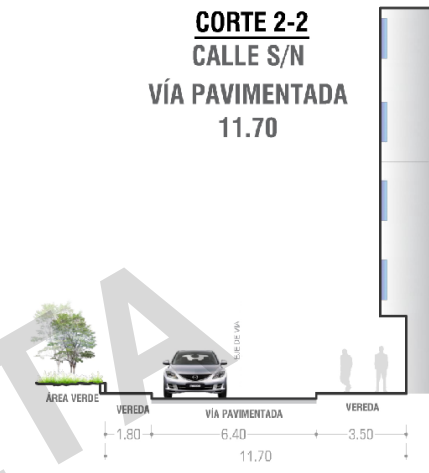 CORTE 2-2
CALLE S/N
VÍA PAVIMENTADA
11.70
EJE DE VÍA
ÁREA VERDE
VEREDA
VÍA PAVIMENTADA
VEREDA
1.80
6.40
3.50
11.70